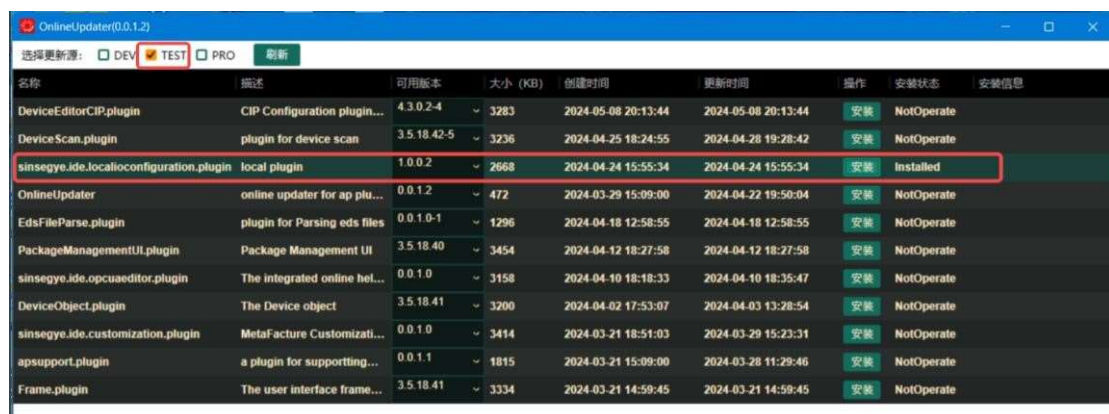 OnlineUpdater(0.0.1.2)
选择更新源: DEV TEST PRO 刷新
名称 描述 可用版本 大小 (KB) 创建时间 更新时间 操作 安装状态 安装信息
DeviceEditorCIP.plugin CIP Configuration plugin... 4.3.0.2-4 3283 2024-05-08 20:13:44 2024-05-08 20:13:44 安装 NotOperate
DeviceScan.plugin plugin for device scan 3.5.18.42-5 3236 2024-04-25 18:24:55 2024-04-28 19:28:42 安装 NotOperate
sinsegye.ide.localioconfiguration.plugin local plugin 1.0.0.2 2668 2024-04-24 15:55:34 2024-04-24 15:55:34 安装 Installed
OnlineUpdater online updater for ap plu... 0.0.1.2 472 2024-03-29 15:09:00 2024-04-22 19:50:04 安装 NotOperate
EdsFileParse.plugin plugin for Parsing eds files 0.0.1.0-1 1296 2024-04-18 12:58:55 2024-04-18 12:58:55 安装 NotOperate
PackageManagementUI.plugin Package Management UI 3.5.18.40 3454 2024-04-12 18:27:58 2024-04-12 18:27:58 安装 NotOperate
sinsegye.ide.opcuaeditor.plugin The integrated online hel... 0.0.1.0 3158 2024-04-10 18:18:33 2024-04-10 18:35:47 安装 NotOperate
DeviceObject.plugin The Device object 3.5.18.41 3200 2024-04-02 17:53:07 2024-04-03 13:28:54 安装 NotOperate
sinsegye.ide.customization.plugin MetaFacture Customizati... 0.0.1.0 3414 2024-03-21 18:51:03 2024-03-29 15:23:31 安装 NotOperate
apsupport.plugin a plugin for supportting... 0.0.1.1 1815 2024-03-21 15:09:00 2024-03-28 11:29:46 安装 NotOperate
Frame.plugin The user interface frame... 3.5.18.41 3334 2024-03-21 14:59:45 2024-03-21 14:59:45 安装 NotOperate